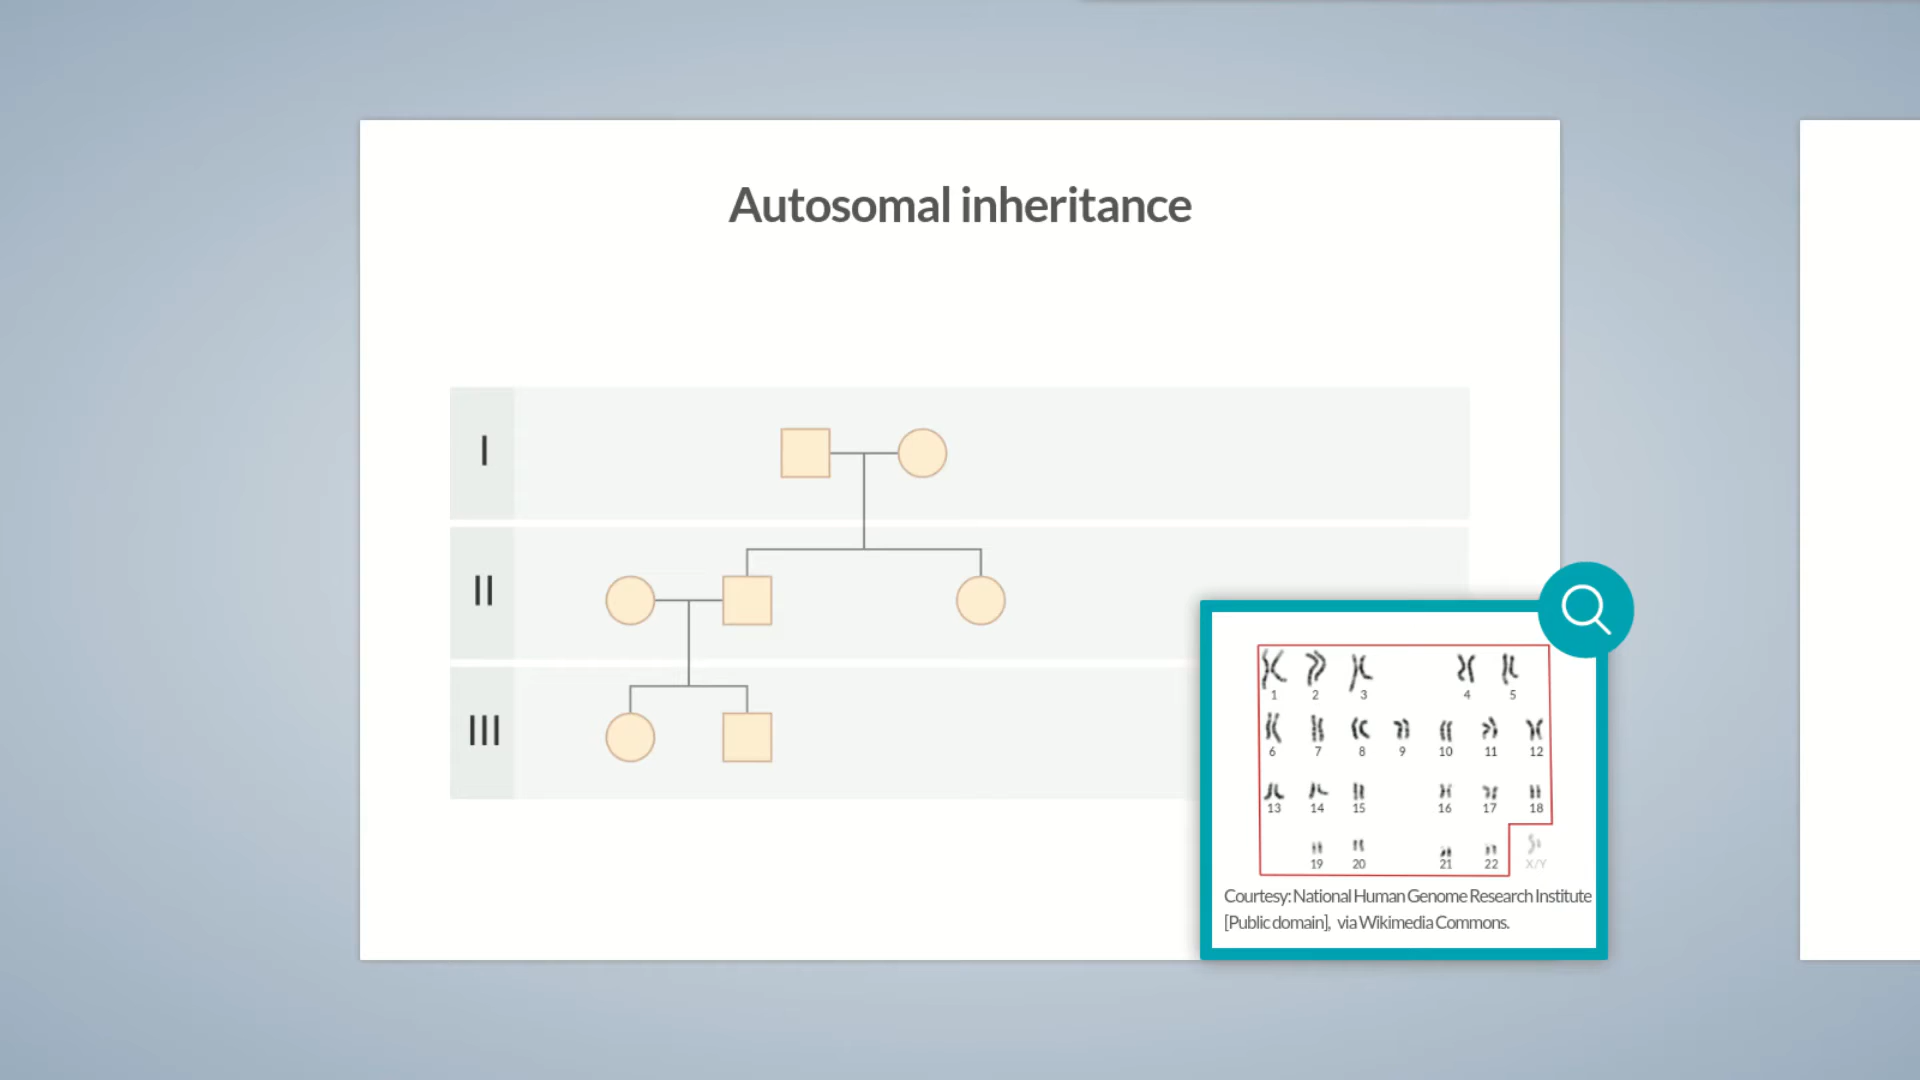 Autosomal inheritance
I
II
III
1 2 3 4 5
6 7 8 9 10 11 12
13 14 15 16 17 18
19 20 21 22 X/Y
Courtesy: National Human Genome Research Institute
[Public domain], via Wikimedia Commons.